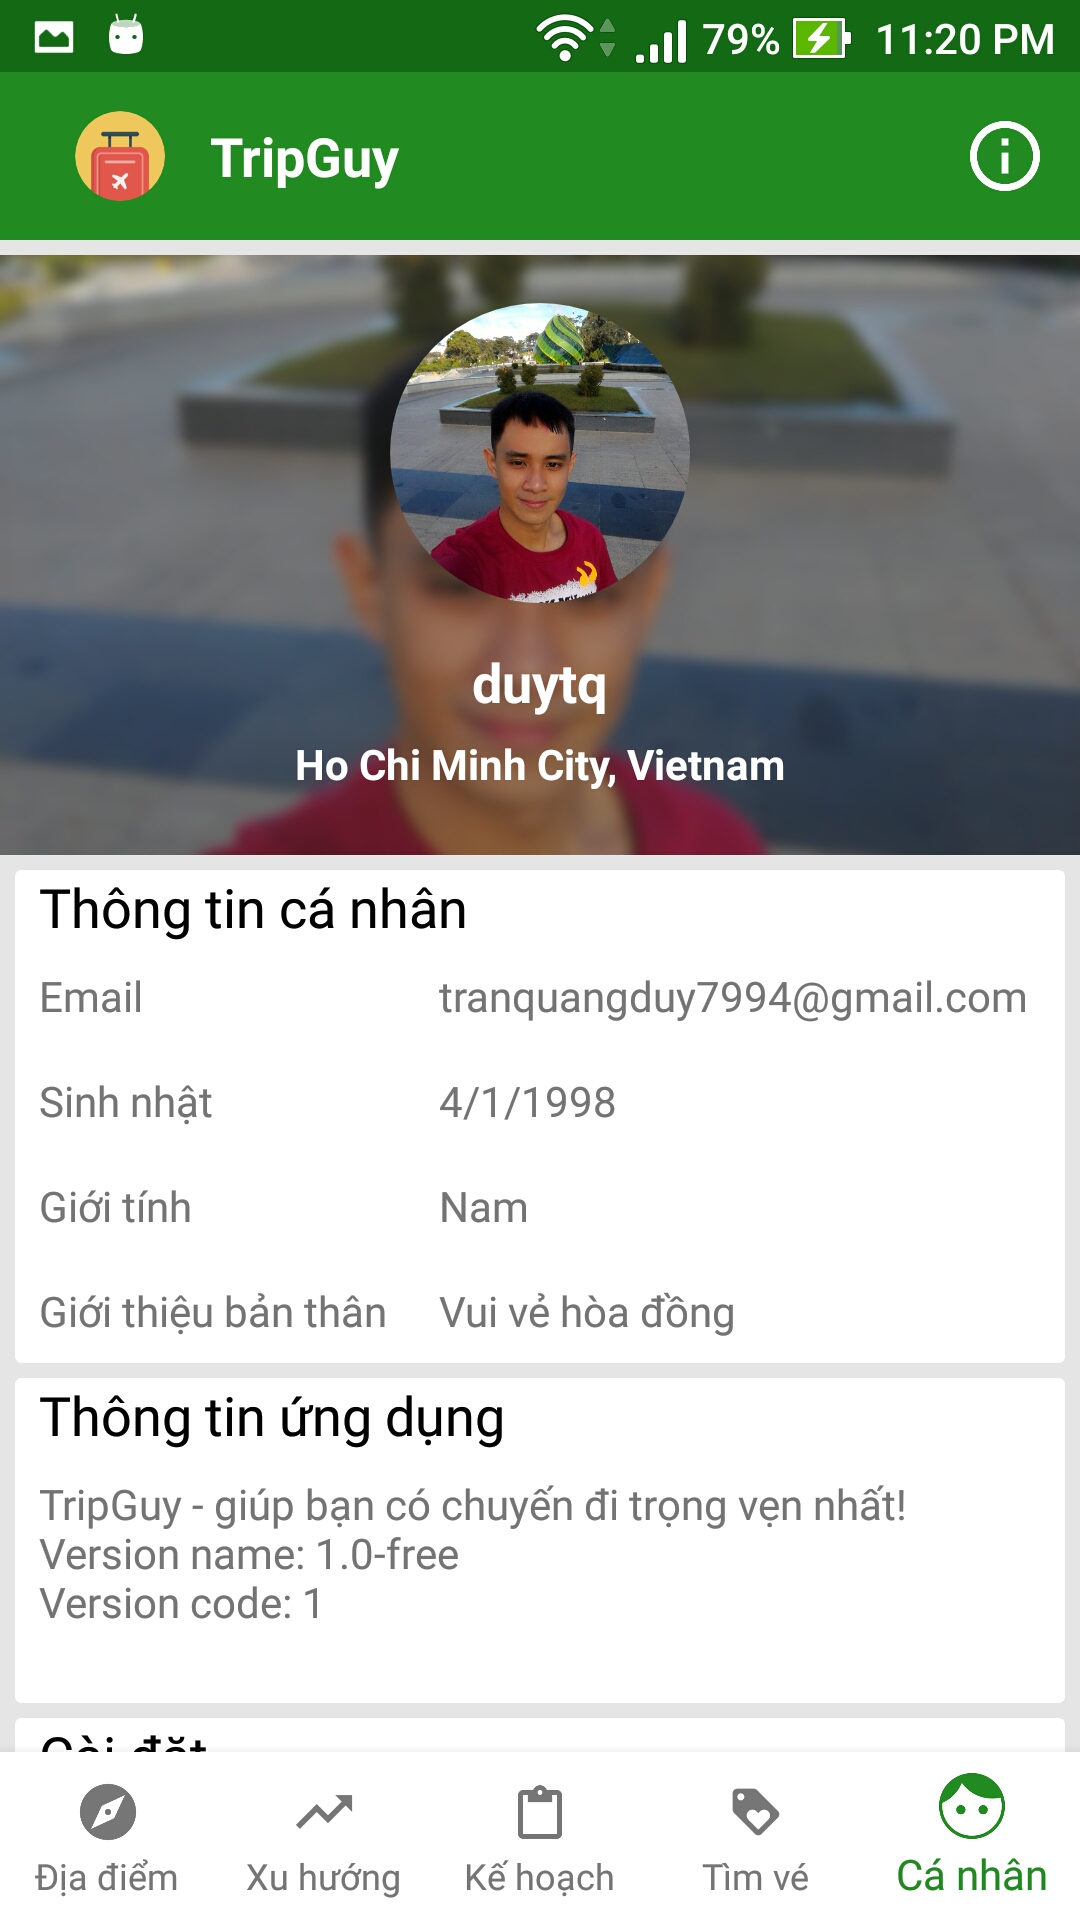 79% 11:20 PM
TripGuy
duytq
Ho Chi Minh City, Vietnam
Thông tin cá nhân
Email tranquangduy7994@gmail.com
Sinh nhật 4/1/1998
Giới tính Nam
Giới thiệu bản thân Vui vẻ hòa đồng
Thông tin ứng dụng
TripGuy - giúp bạn có chuyến đi trọng vẹn nhất!
Version name: 1.0-free
Version code: 1
Cài đặt
Địa điểm Xu hướng Kế hoạch Tìm vé Cá nhân